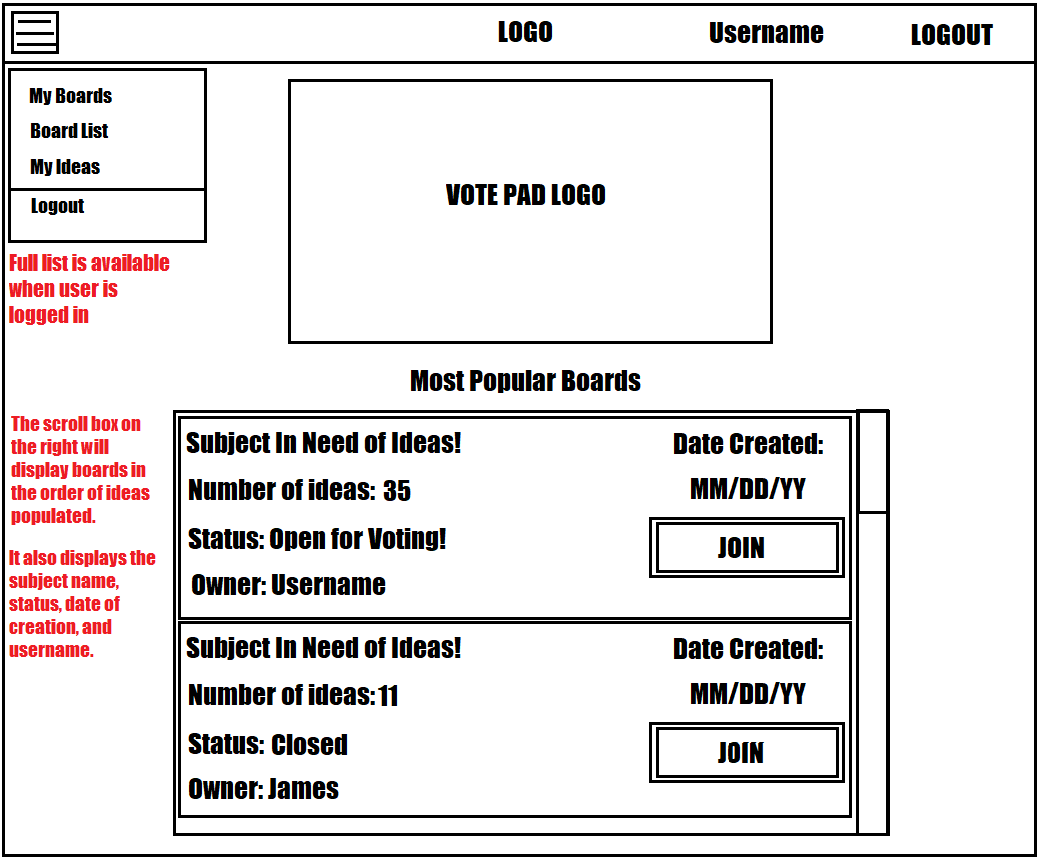 LOGO
Username
LOGOUT
My Boards
Board List
My Ideas
Logout
Full list is available
when user is
logged in
VOTE PAD LOGO
Most Popular Boards
The scroll box on
the right will
display boards in
the order of ideas
populated.
It also displays the
subject name,
status, date of
creation, and
username.
Subject In Need of Ideas!
Date Created:
Number of ideas: 35
MM/DD/YY
Status: Open for Voting!
JOIN
Owner: Username
Subject In Need of Ideas!
Date Created:
Number of ideas: 11
MM/DD/YY
Status: Closed
JOIN
Owner: James